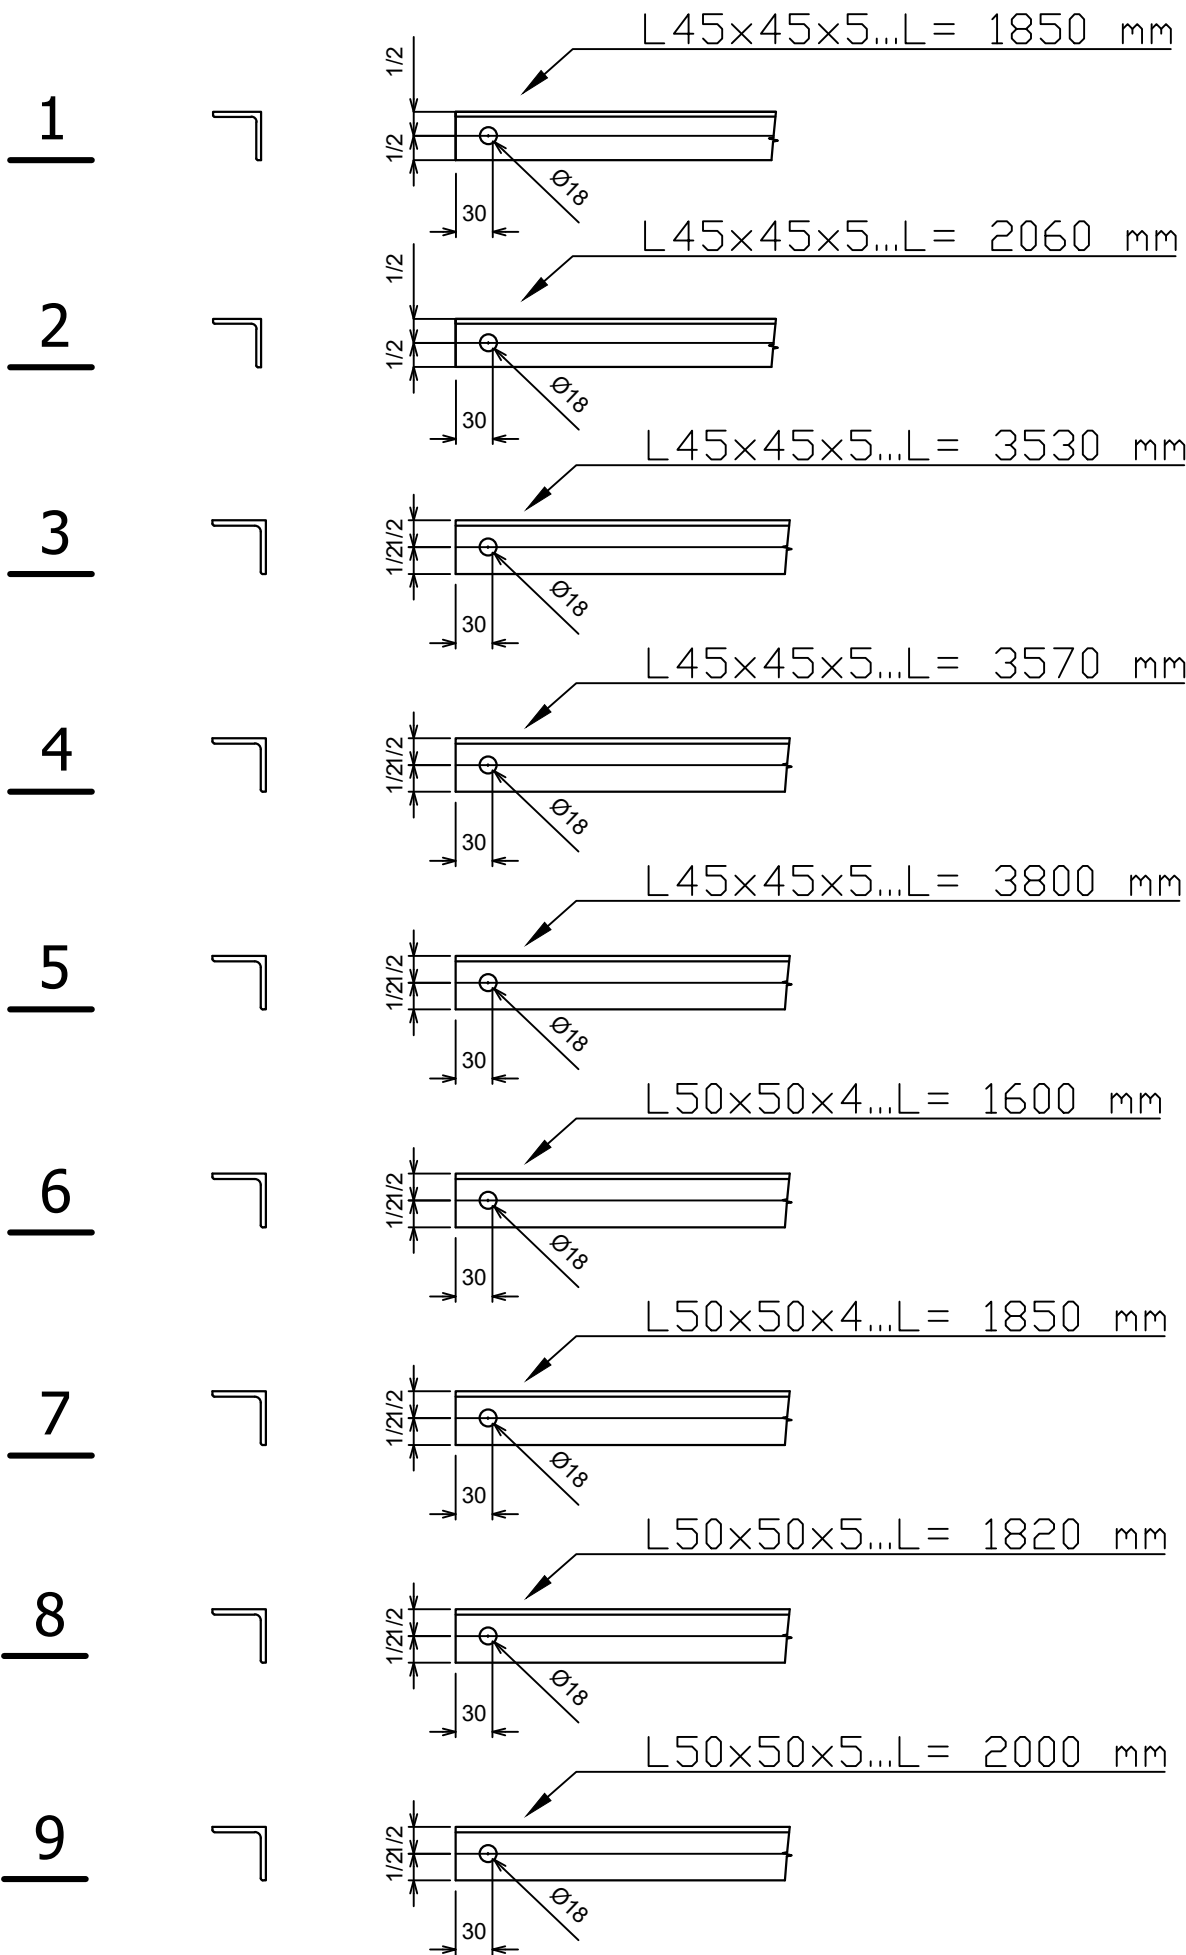 L45x45x5...L= 1850 mm
1
1/2
1/2
Ø18
30
L45x45x5...L= 2060 mm
2
1/2
1/2
Ø18
30
L45x45x5...L= 3530 mm
3
1/2
1/2
Ø18
30
L45x45x5...L= 3570 mm
4
1/2
1/2
Ø18
30
L45x45x5...L= 3800 mm
5
1/2
1/2
Ø18
30
L50x50x4...L= 1600 mm
6
1/2
1/2
Ø18
30
L50x50x4...L= 1850 mm
7
1/2
1/2
Ø18
30
L50x50x5...L= 1820 mm
8
1/2
1/2
Ø18
30
L50x50x5...L= 2000 mm
9
1/2
1/2
Ø18
30